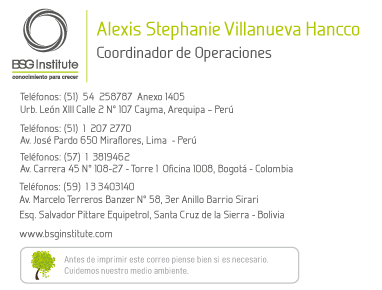 BSG Institute
conocimiento para crecer
Alexis Stephanie Villanueva Hancco
Coordinador de Operaciones
Teléfonos: (51) 54 258787 Anexo 1405
Urb. León XIII Calle 2 N° 107 Cayma, Arequipa – Perú
Teléfonos: (51) 1 207 2770
Av. José Pardo 650 Miraflores, Lima - Perú
Teléfonos: (57) 1 3819462
Av. Carrera 45 N° 108-27 - Torre 1 Oficina 1008, Bogotá - Colombia
Teléfonos: (59) 1 3 3403140
Av. Marcelo Terreros Banzer N° 58, 3er Anillo Barrio Sirari
Esq. Salvador Pittare Equipetrol, Santa Cruz de la Sierra - Bolivia
www.bsginstitute.com
Antes de imprimir este correo piense bien si es necesario.
Cuidemos nuestro medio ambiente.